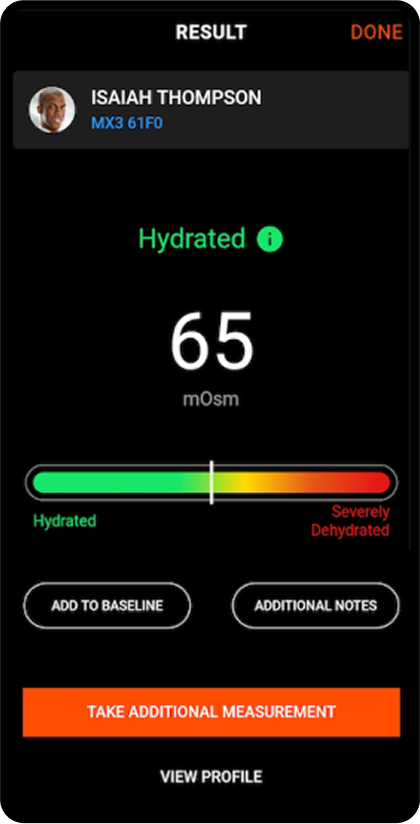 RESULT
DONE
ISAIAH THOMPSON
MX3 61F0
Hydrated
65
mOsm
Hydrated
Severely
Dehydrated
ADD TO BASELINE
ADDITIONAL NOTES
TAKE ADDITIONAL MEASUREMENT
VIEW PROFILE